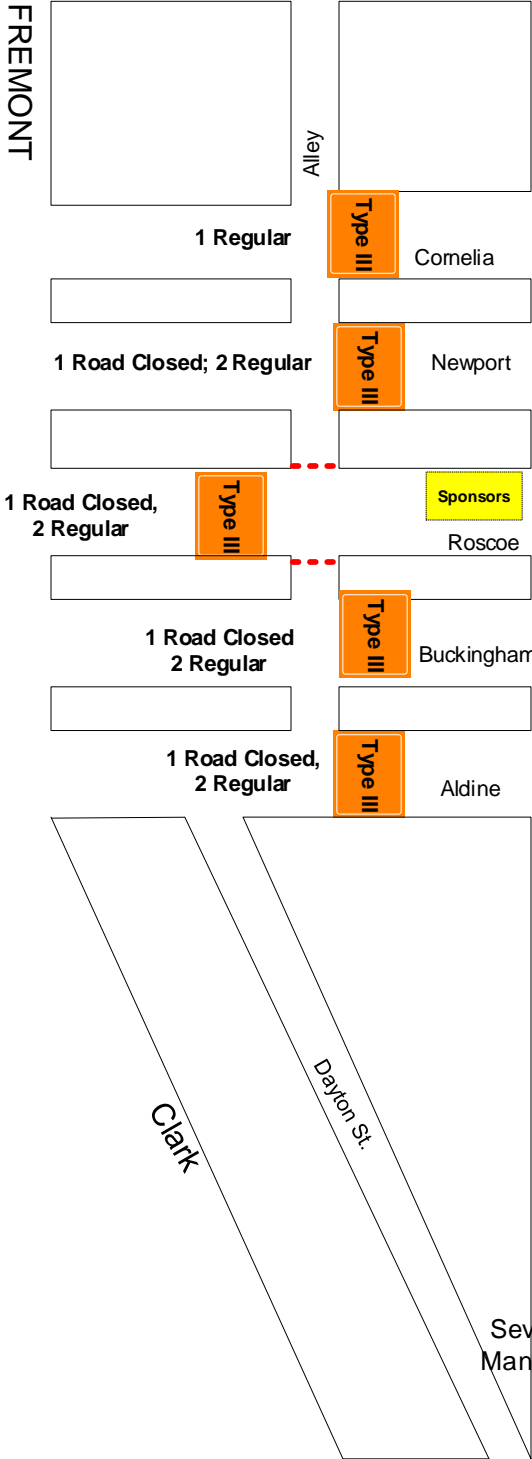 FREMONT
Alley
1 Regular
Type III
Cornelia
1 Road Closed; 2 Regular
Type III
Newport
Sponsors
1 Road Closed,
2 Regular
Type III
Roscoe
1 Road Closed
2 Regular
Type III
Buckingham
1 Road Closed,
2 Regular
Type III
Aldine
Dayton St.
Clark
Sev
Man